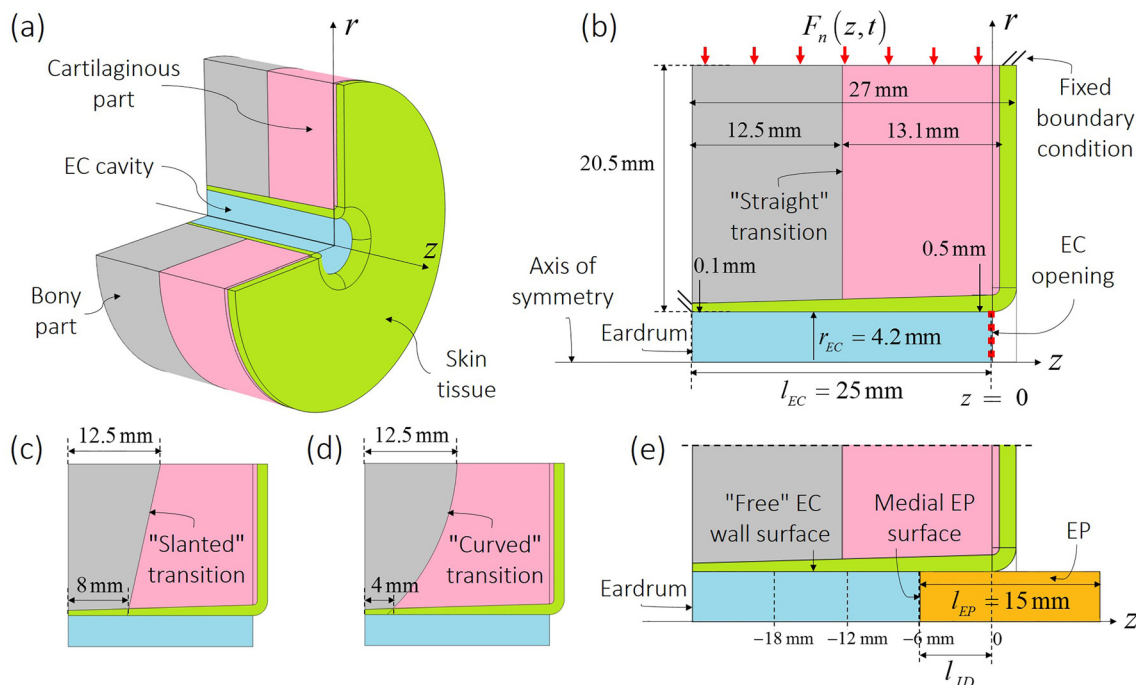 (a)
r
Cartilaginous
part
EC cavity
z
Bony
part
Skin
tissue
(b)
F_n(z,t)
r
27 mm
12.5 mm
13.1 mm
20.5 mm
"Straight"
transition
Fixed
boundary
condition
0.1 mm
0.5 mm
EC
opening
Axis of
symmetry
Eardrum
r_EC = 4.2 mm
z
l_EC = 25 mm
z = 0
(c)
12.5 mm
"Slanted"
transition
8 mm
(d)
12.5 mm
"Curved"
transition
4 mm
(e)
"Free" EC
wall surface
Medial EP
surface
EP
Eardrum
l_EP = 15 mm
z
−18 mm
−12 mm
−6 mm
0
l_ID